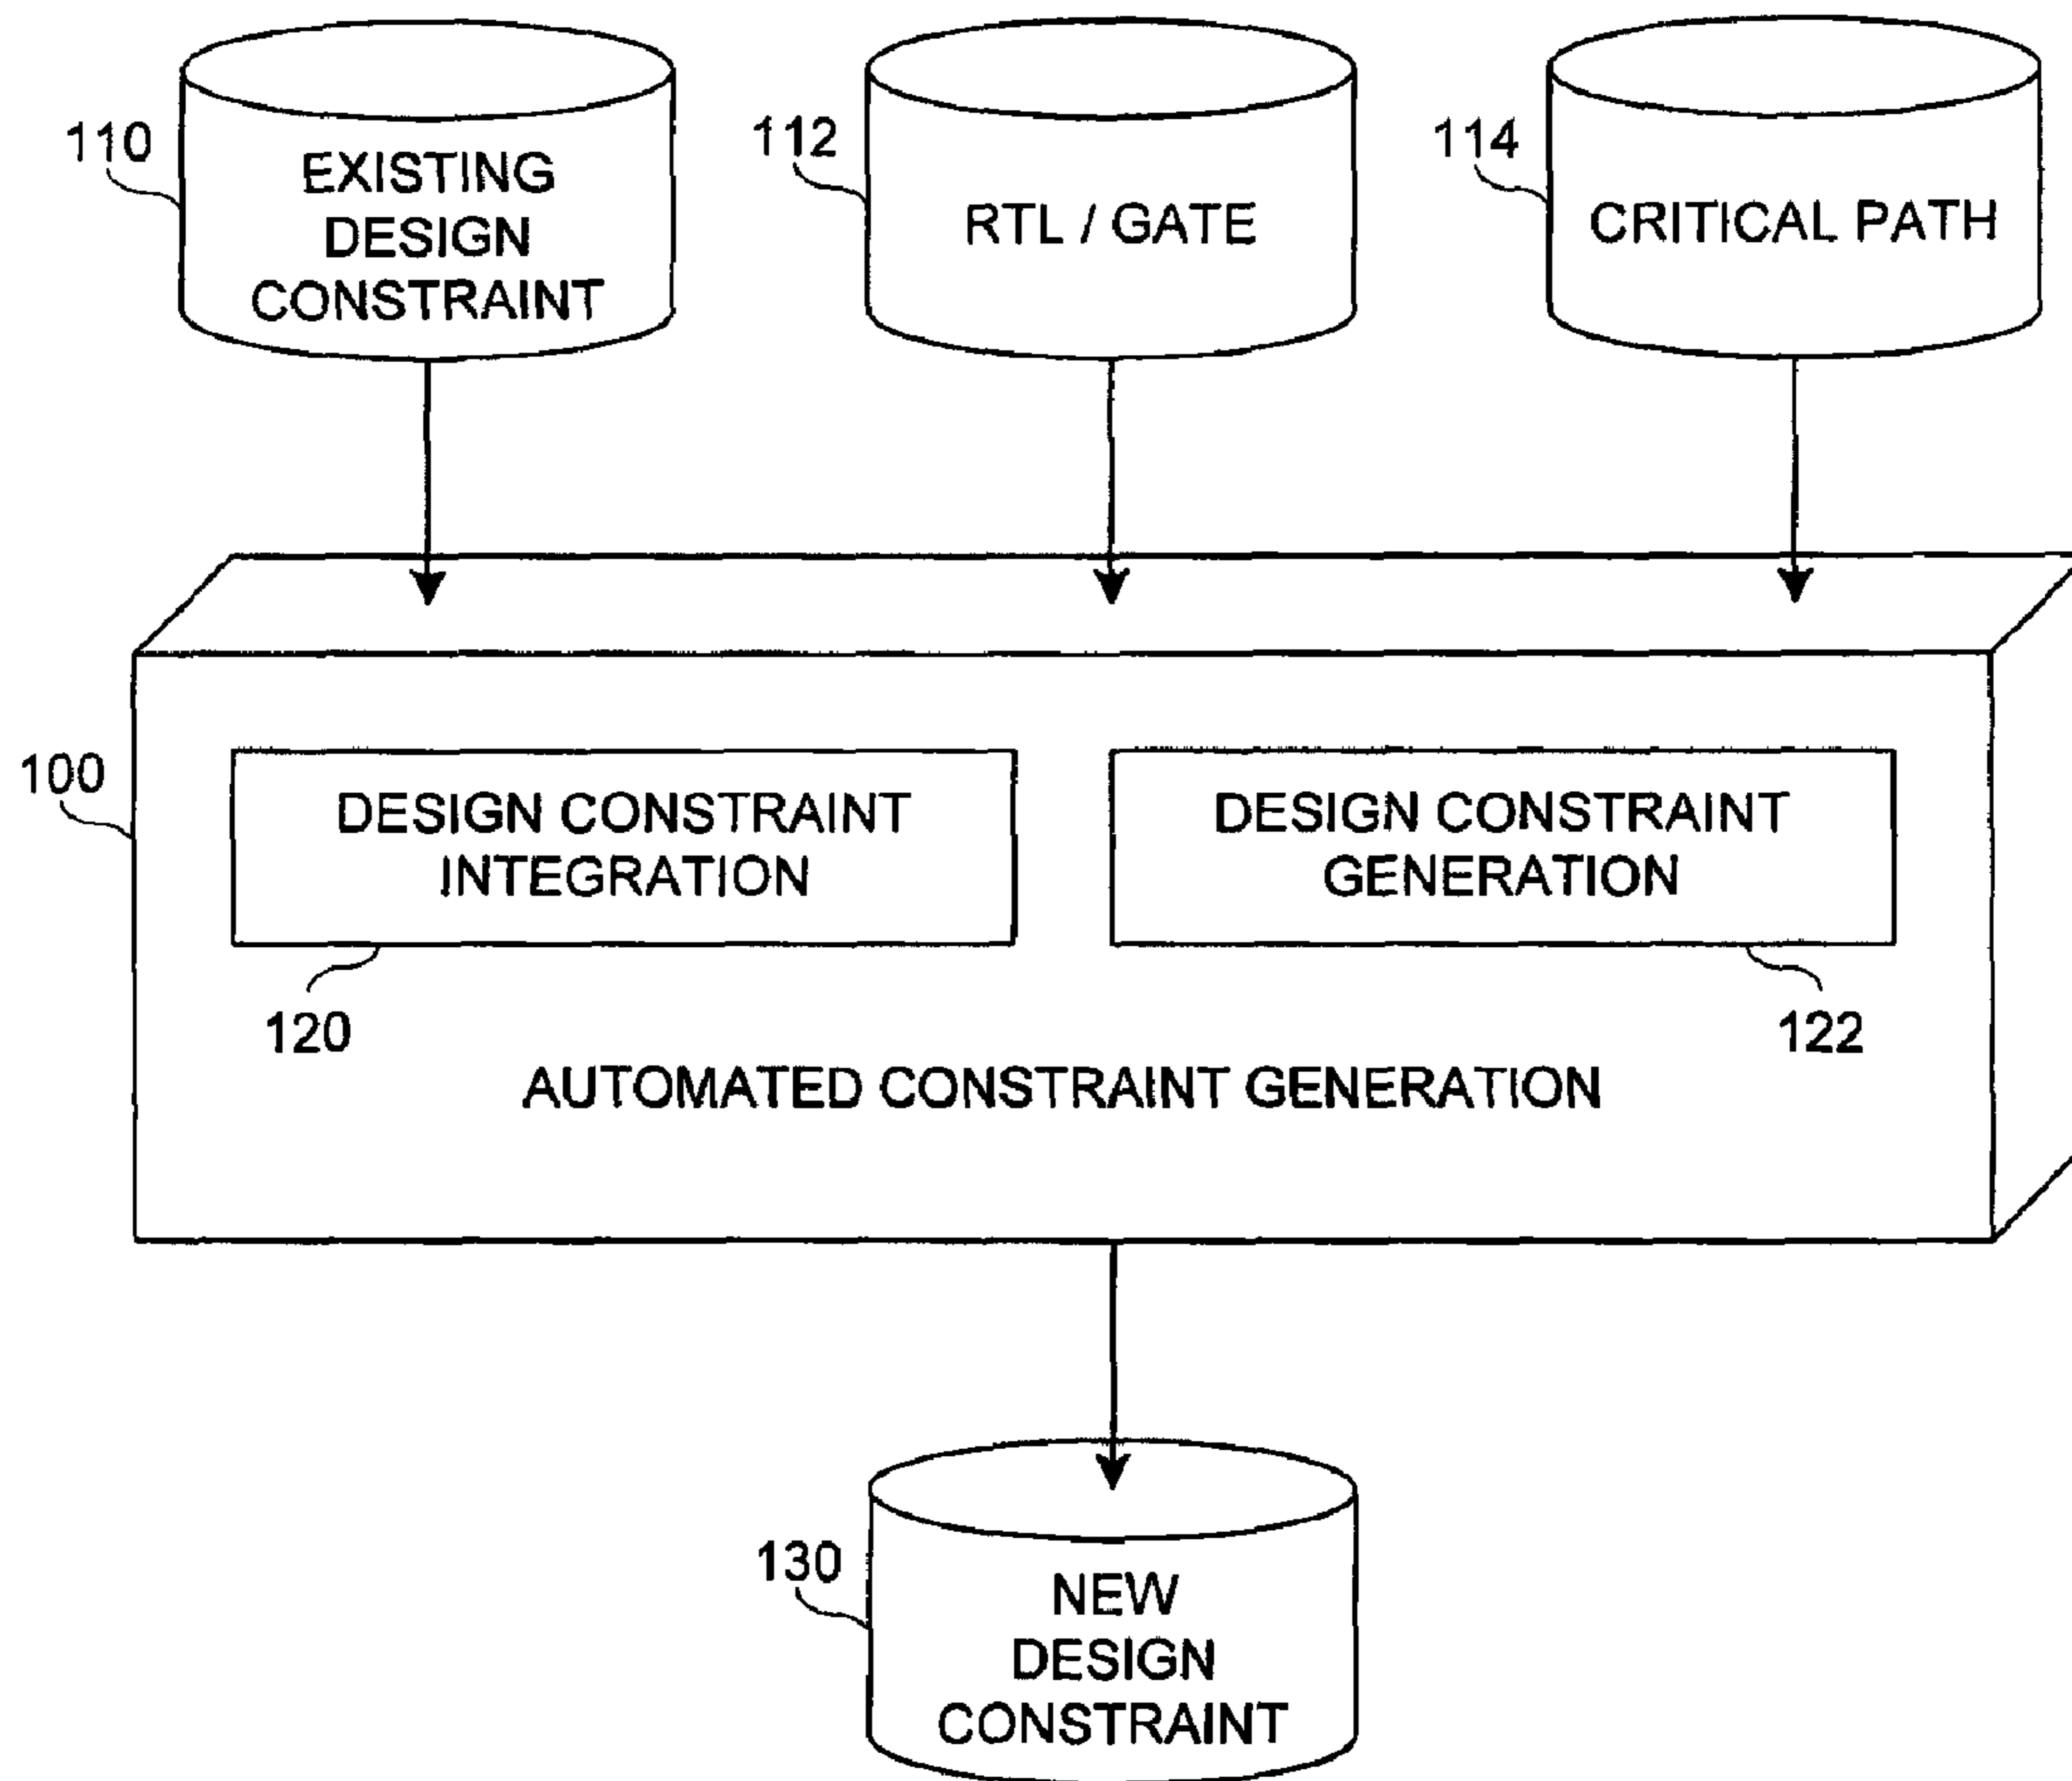 110
EXISTING
DESIGN
CONSTRAINT
112
RTL / GATE
114
CRITICAL PATH
100
DESIGN CONSTRAINT
INTEGRATION
120
DESIGN CONSTRAINT
GENERATION
122
AUTOMATED CONSTRAINT GENERATION
130
NEW
DESIGN
CONSTRAINT